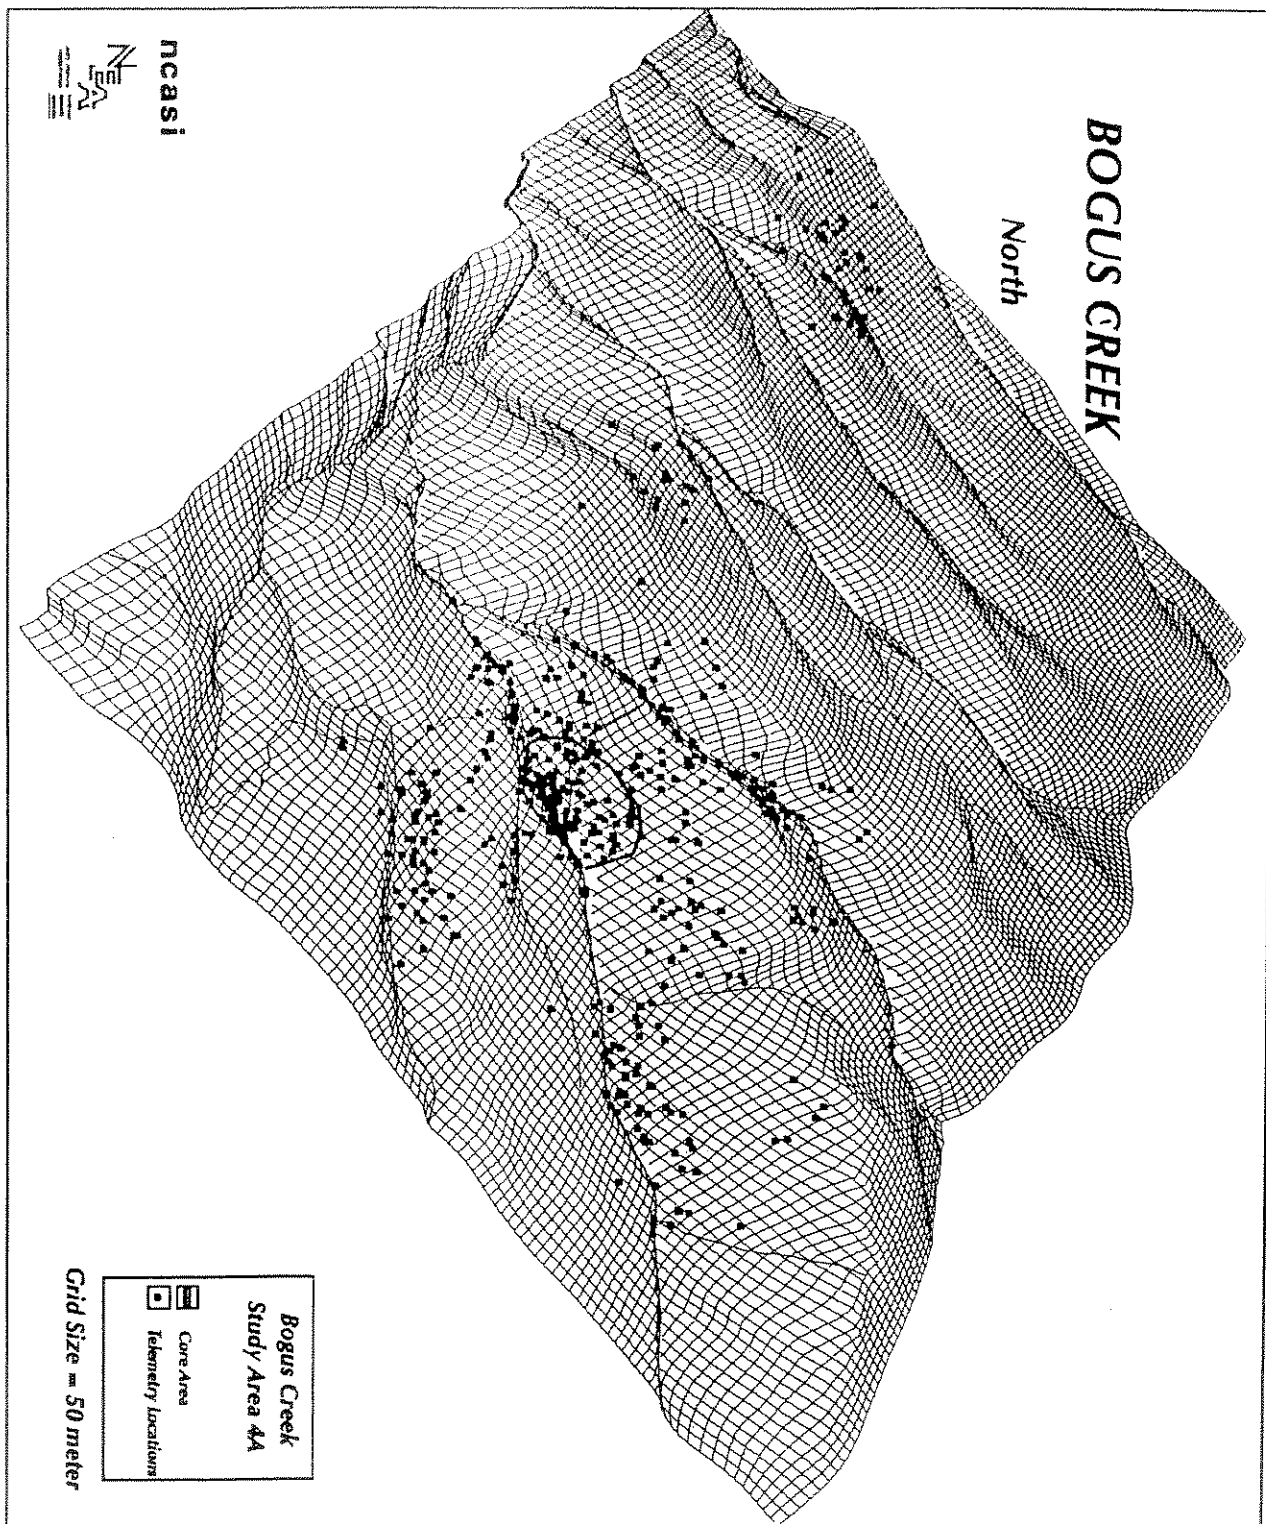 BOGUS CREEK
North
ncasi
Bogus Creek
Study Area 4A
Core Area
Telemetry Locations
Grid Size = 50 meter